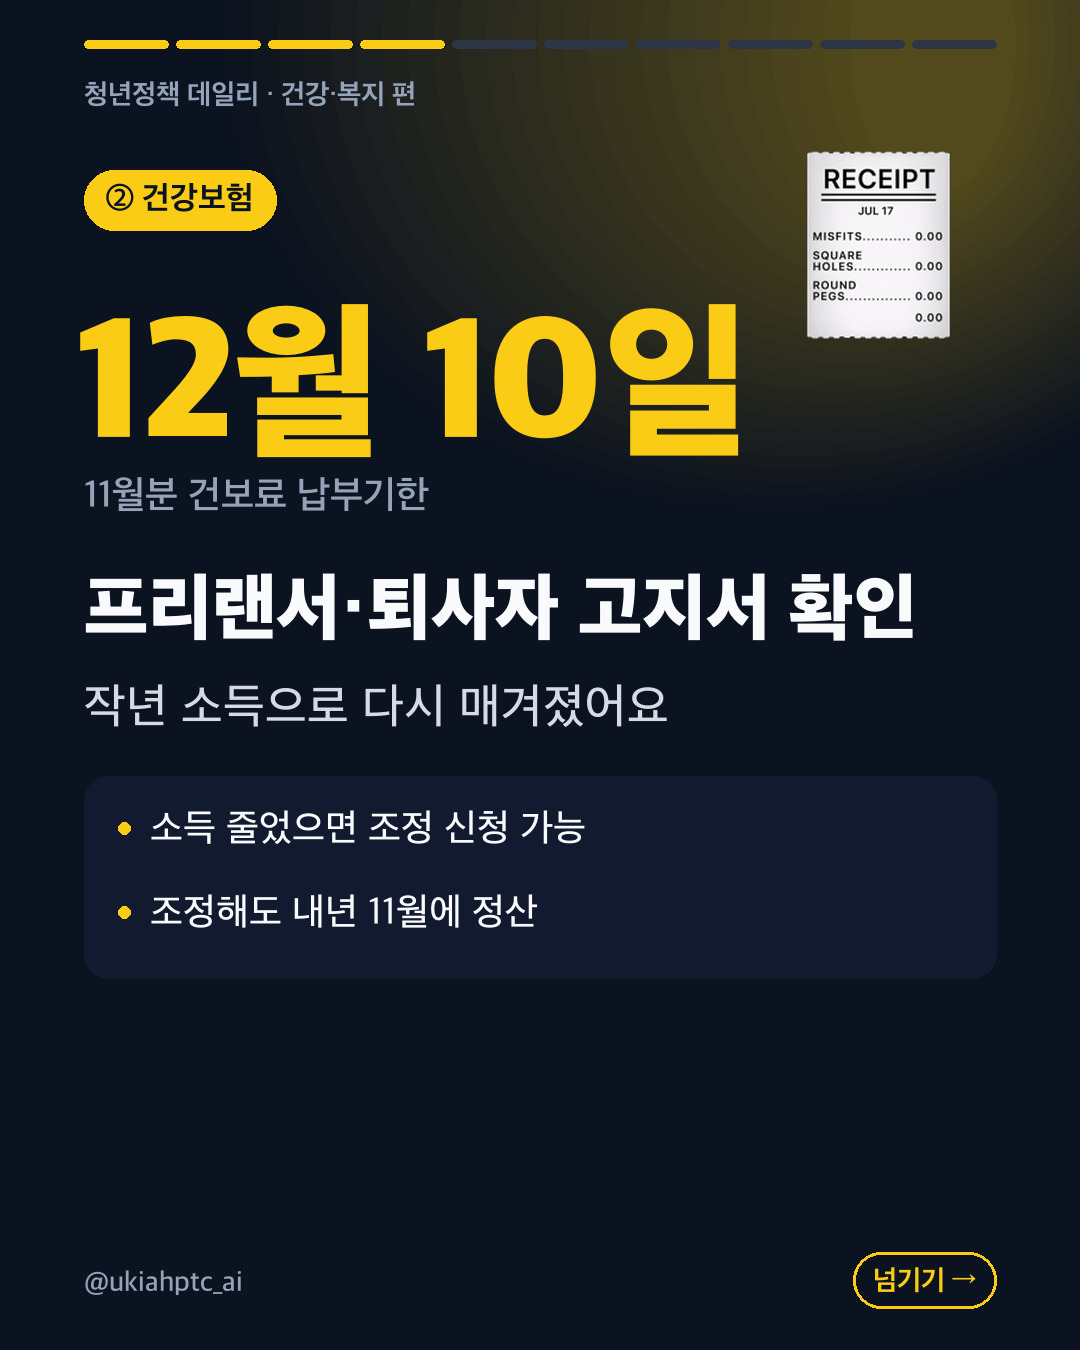 청년정책 데일리 · 건강·복지 편
② 건강보험
RECEIPT
JUL 17
MISFITS........... 0.00
SQUARE
HOLES............. 0.00
ROUND
PEGS............... 0.00
0.00
12월 10일
11월분 건보료 납부기한
프리랜서·퇴사자 고지서 확인
작년 소득으로 다시 매겨졌어요
• 소득 줄었으면 조정 신청 가능
• 조정해도 내년 11월에 정산
@ukiahptc_ai
넘기기 →